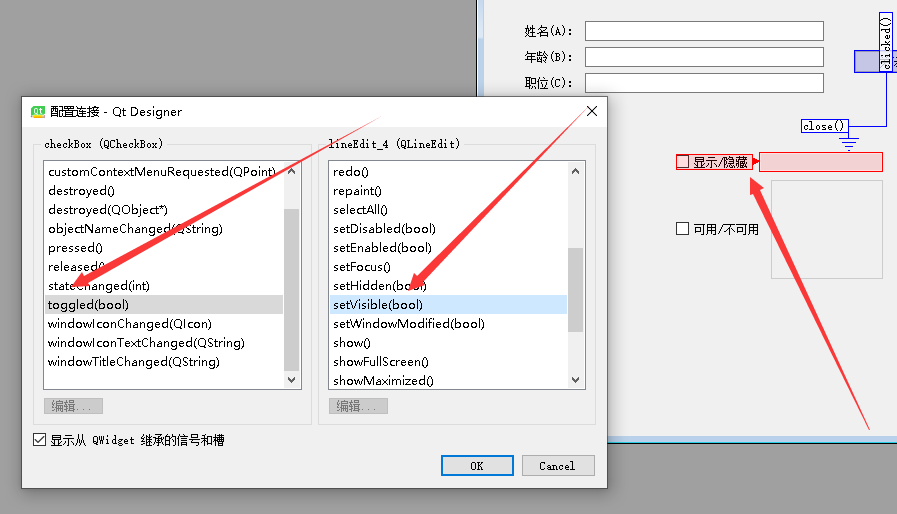 姓名(A):
年龄(B):
职位(C):
clicked()
close()
显示/隐藏
可用/不可用
Qt 配置连接 - Qt Designer
checkBox (QCheckBox)
customContextMenuRequested(QPoint)
destroyed()
destroyed(QObject*)
objectNameChanged(QString)
pressed()
released()
stateChanged(int)
toggled(bool)
windowIconChanged(QIcon)
windowIconTextChanged(QString)
windowTitleChanged(QString)
编辑...
lineEdit_4 (QLineEdit)
redo()
repaint()
selectAll()
setDisabled(bool)
setEnabled(bool)
setFocus()
setHidden(bool)
setVisible(bool)
setWindowModified(bool)
show()
showFullScreen()
showMaximized()
编辑...
显示从 QWidget 继承的信号和槽
OK
Cancel